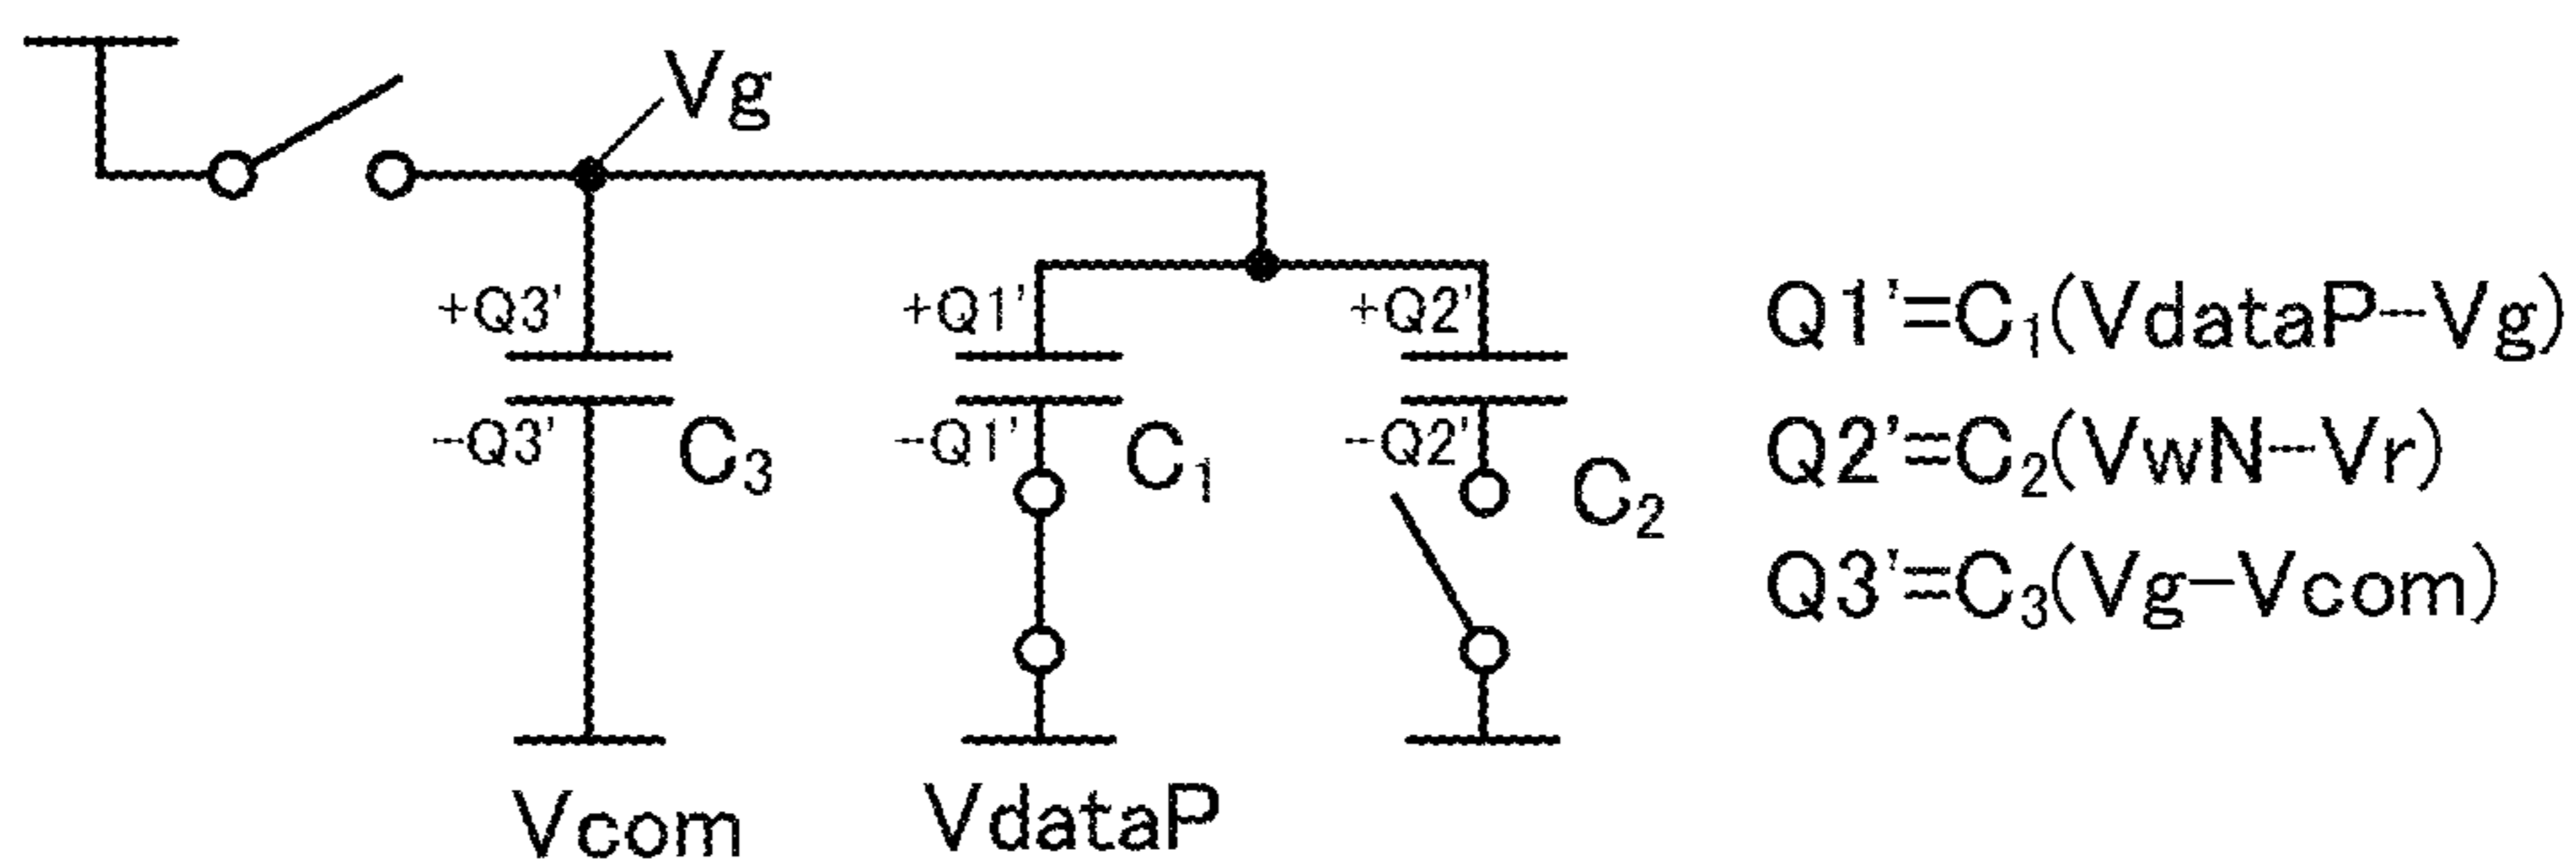 Vg
+Q3' +Q1' +Q2'
-Q3' C₃ -Q1' C₁ -Q2' C₂
Vcom VdataP
Q1'=C₁(VdataP-Vg)
Q2'=C₂(VwN-Vr)
Q3'=C₃(Vg-Vcom)